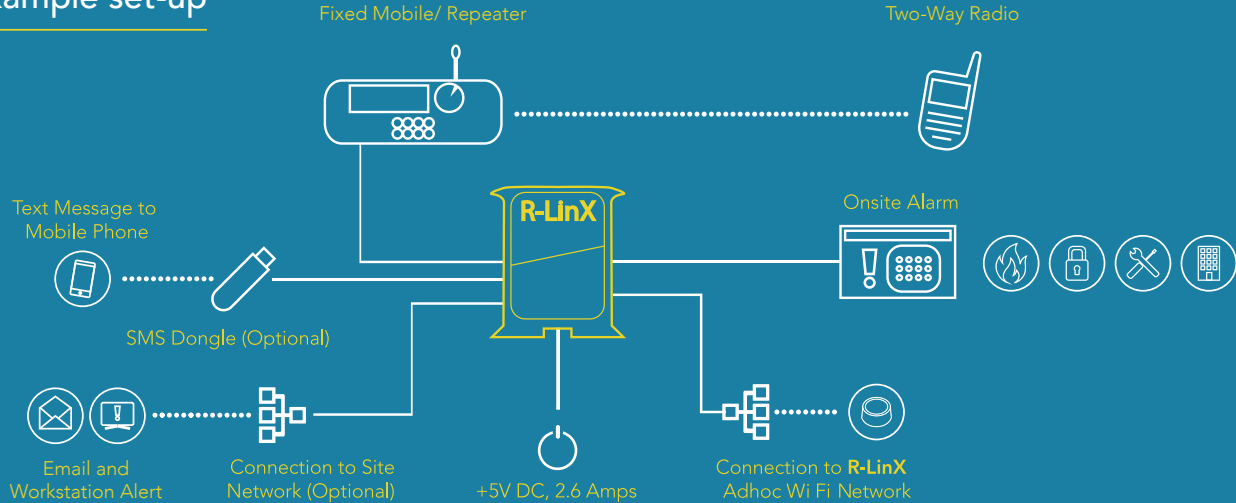 ample set-up
Fixed Mobile/ Repeater
Two-Way Radio
R-LinX
Text Message to
Mobile Phone
Onsite Alarm
SMS Dongle (Optional)
Email and
Workstation Alert
Connection to Site
Network (Optional)
+5V DC, 2.6 Amps
Connection to R-LinX
Adhoc Wi Fi Network